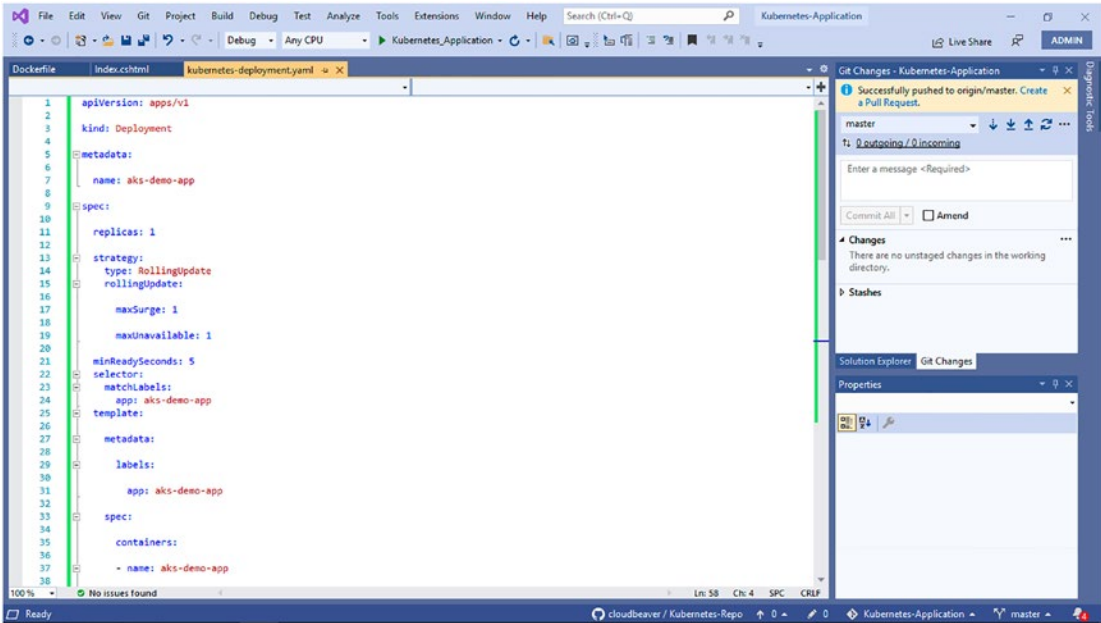 File Edit View Git Project Build Debug Test Analyze Tools Extensions Window Help Search (Ctrl+Q) Kubernetes-Application
Debug Any CPU Kubernetes_Application Live Share ADMIN
Dockerfile Index.cshtml kubernetes-deployment.yaml
1 apiVersion: apps/v1
2
3 kind: Deployment
4
5 metadata:
6
7 name: aks-demo-app
8
9 spec:
10
11 replicas: 1
12
13 strategy:
14 type: RollingUpdate
15 rollingUpdate:
16
17 maxSurge: 1
18
19 maxUnavailable: 1
20
21 minReadySeconds: 5
22 selector:
23 matchLabels:
24 app: aks-demo-app
25 template:
26
27 metadata:
28
29 labels:
30
31 app: aks-demo-app
32
33 spec:
34
35 containers:
36
37 - name: aks-demo-app
38
100 % No issues found Ln: 58 Ch: 4 SPC CRLF
Git Changes - Kubernetes-Application
Successfully pushed to origin/master. Create
a Pull Request.
master
0 outgoing / 0 incoming
Enter a message <Required>
Commit All Amend
Changes
There are no unstaged changes in the working
directory.
Stashes
Solution Explorer Git Changes
Properties
Diagnostic Tools
Ready cloudbeaver / Kubernetes-Repo 0 0 Kubernetes-Application master 4